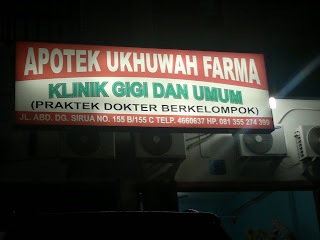 APOTEK UKHUWAH FARMA
KLINIK GIGI DAN UMUM
(PRAKTEK DOKTER BERKELOMPOK)
JL. ABD. DG. SIRUA NO. 155 B/155 C TELP. 4660637 HP. 081 355 274 399